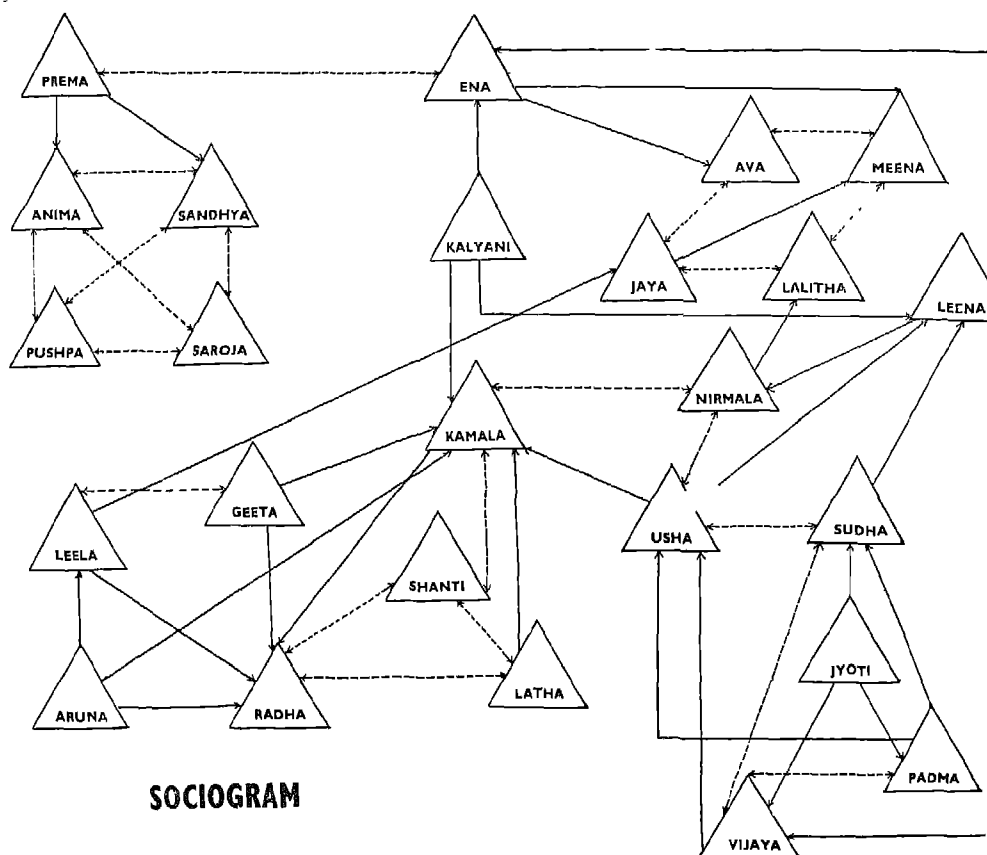 PREMA
ENA
AVA
MEENA
ANIMA
SANDHYA
KALYANI
JAYA
LALITHA
LEENA
PUSHPA
SAROJA
NIRMALA
KAMALA
GEETA
LEELA
USHA
SUDHA
SHANTI
JYOTI
LATHA
ARUNA
RADHA
PADMA
SOCIOGRAM
VIJAYA